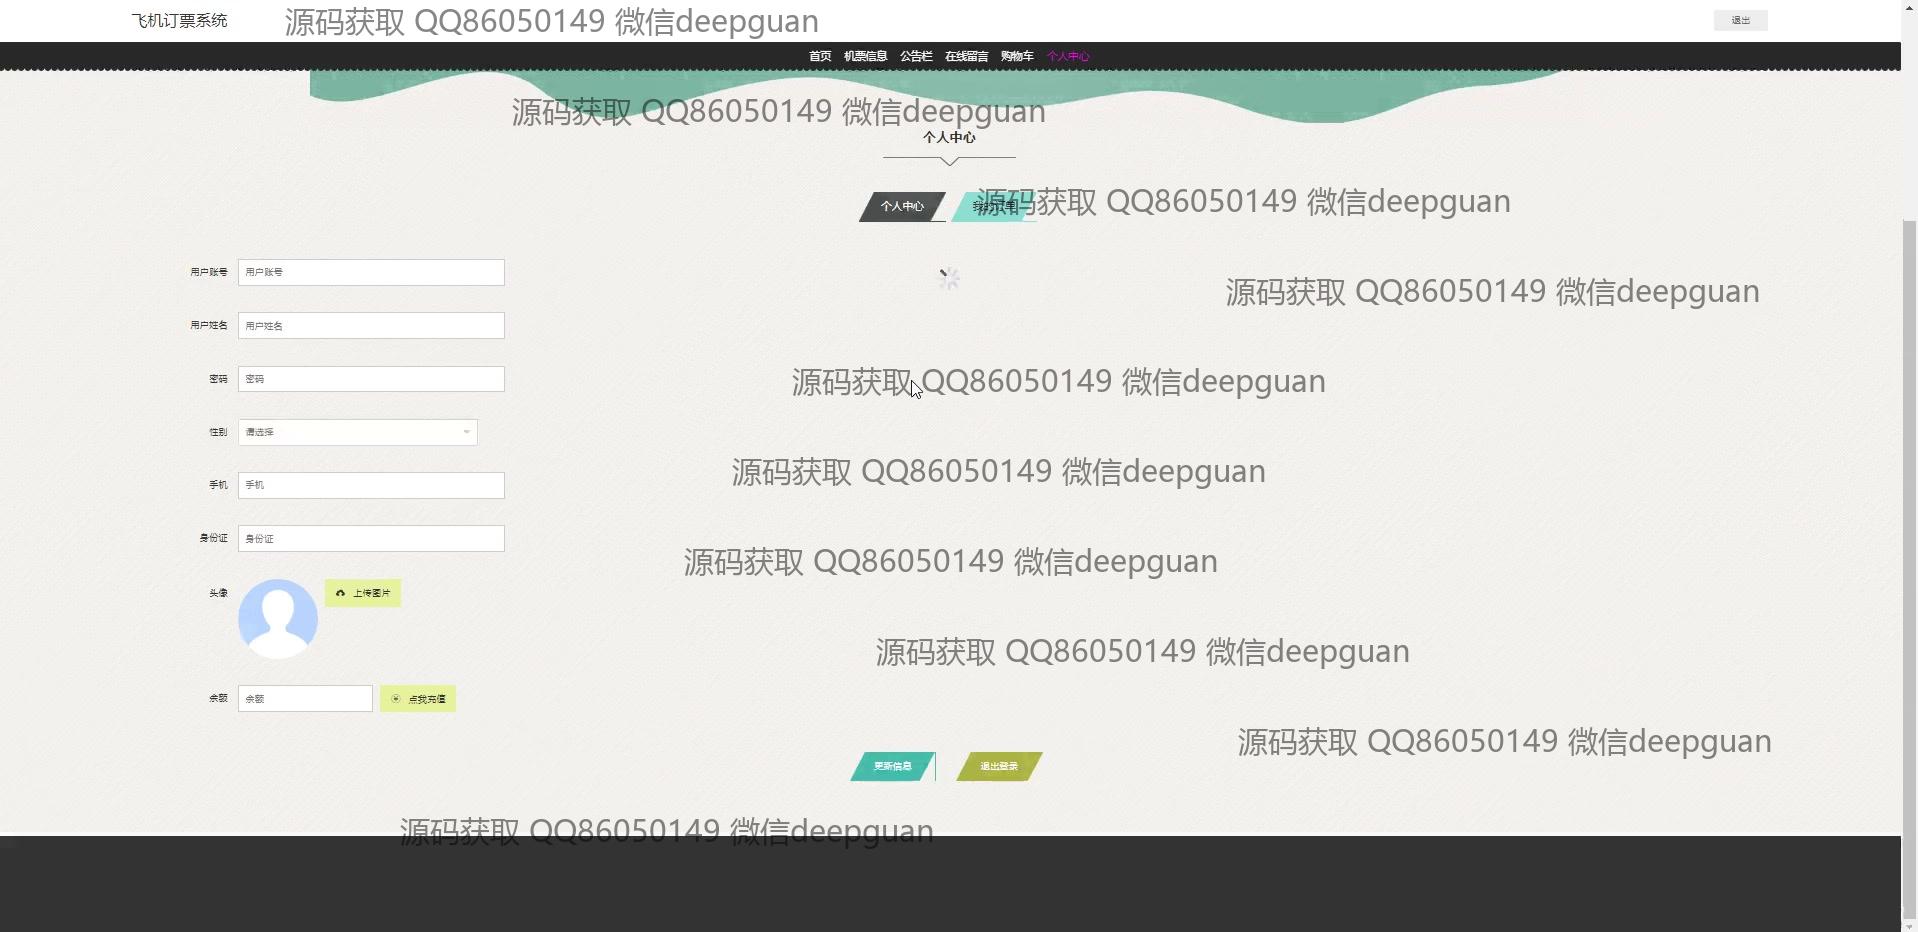 飞机订票系统
源码获取 QQ86050149 微信deepguan
退出
首页 机票信息 公告栏 在线留言 购物车 个人中心
源码获取 QQ86050149 微信deepguan
个人中心
个人中心 我的订单
源码获取 QQ86050149 微信deepguan
用户账号 用户账号
源码获取 QQ86050149 微信deepguan
用户姓名 用户姓名
密码 密码
源码获取 QQ86050149 微信deepguan
性别 请选择
源码获取 QQ86050149 微信deepguan
手机 手机
身份证 身份证
源码获取 QQ86050149 微信deepguan
头像 上传图片
源码获取 QQ86050149 微信deepguan
余额 余额 点我充值
源码获取 QQ86050149 微信deepguan
更新信息 退出登录
源码获取 QQ86050149 微信deepguan